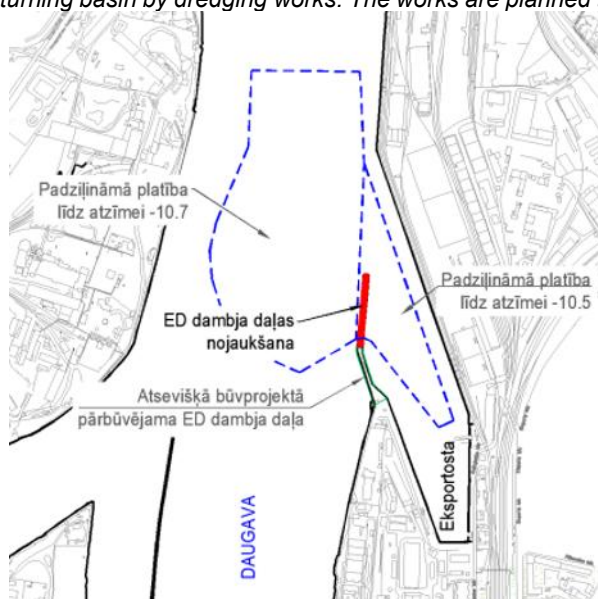 turning basin by dredging works. The works are planned
Padziļināmā platība
līdz atzīmei -10.7
Padziļināmā platība
līdz atzīmei -10.5
ED dambja daļas
nojaukšana
Atsevišķā būvprojektā
pārbūvējama ED dambja daļa
Eksportosta
DAUGAVA